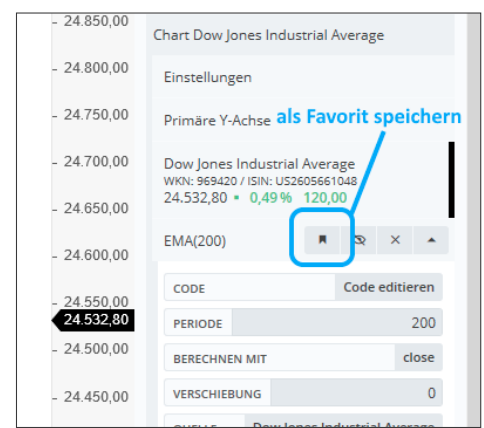 24.850,00
24.800,00
24.750,00
24.700,00
24.650,00
24.600,00
24.550,00
24.532,80
24.500,00
24.450,00
Chart Dow Jones Industrial Average
Einstellungen
Primäre Y-Achse
als Favorit speichern
Dow Jones Industrial Average
WKN: 969420 / ISIN: US2605661048
24.532,80 0,49 % 120,00
EMA(200)
CODE Code editieren
PERIODE 200
BERECHNEN MIT close
VERSCHIEBUNG 0
QUELLE Dow Jones Industrial Average